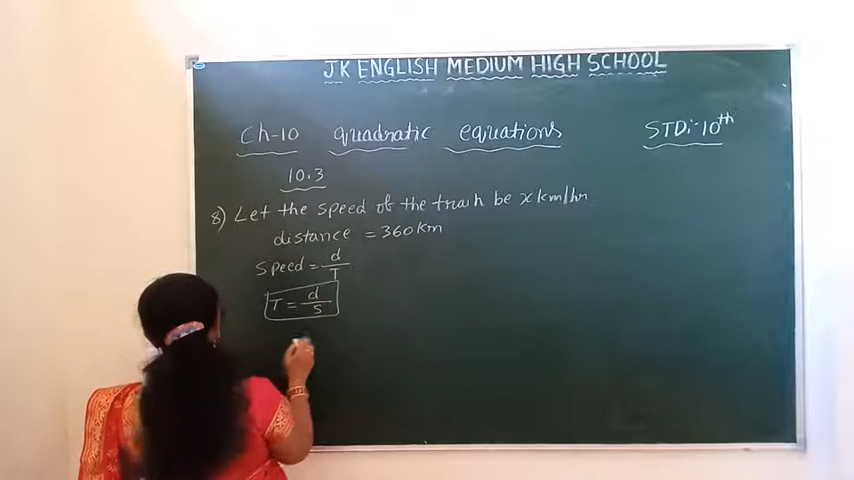 JK ENGLISH MEDIUM HIGH SCHOOL
Ch-10 quadratic equations STD:-10th
10.3
8) Let the speed of the train be x km/hr
distance = 360 km
Speed = d/T
T = d/S